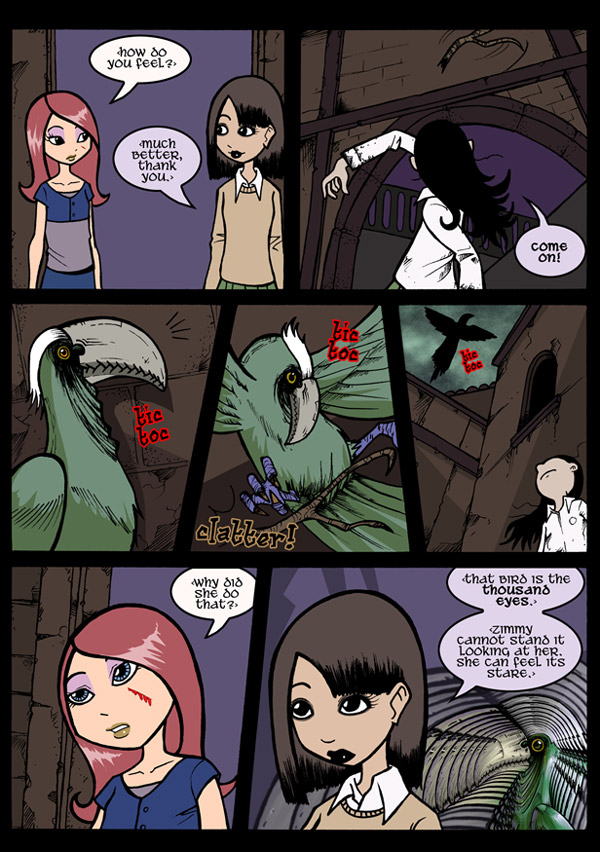 ‹How do
you feel?›
‹Much
better,
thank
you.›
Come
on!
tic
toc
tic
toc
clatter!
tic
toc
‹Why did
she do
that?›
‹That bird is the
thousand
eyes.›
‹Zimmy
cannot stand it
looking at her.
She can feel its
stare.›